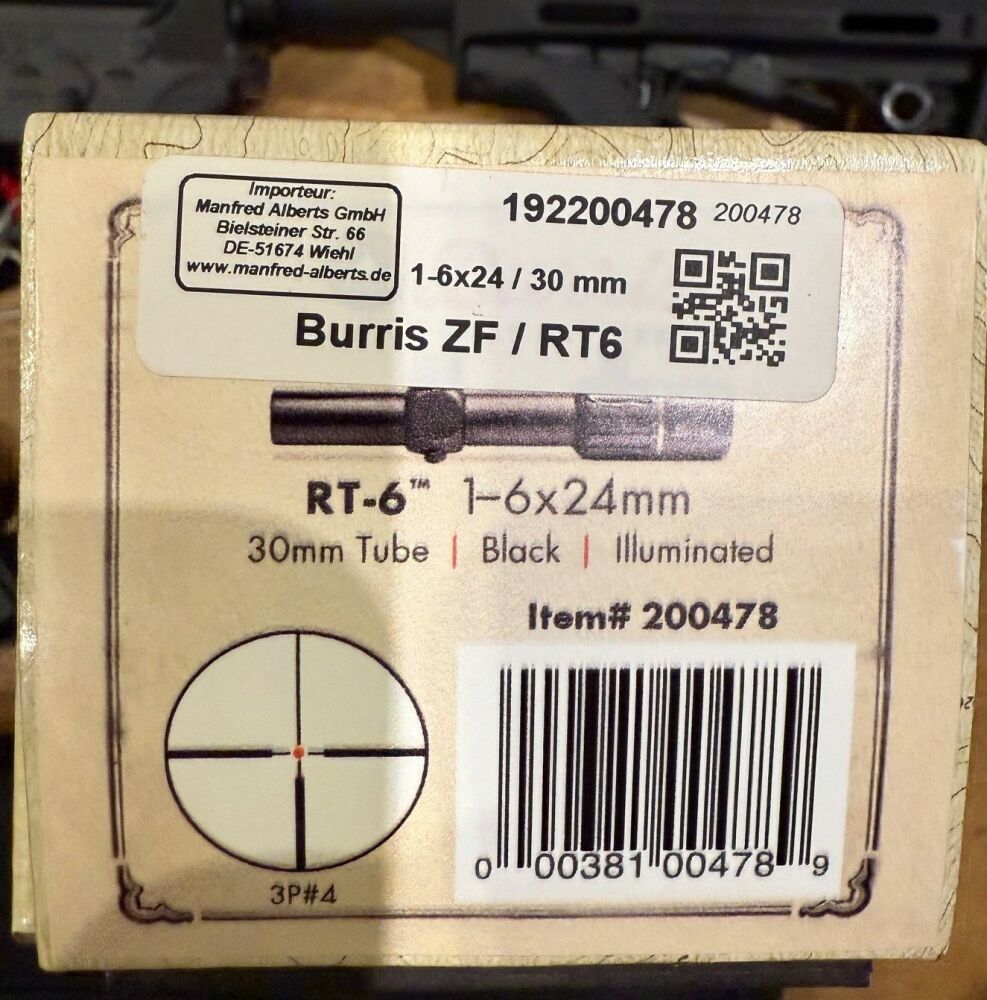 Importeur:
Manfred Alberts GmbH
Bielsteiner Str. 66
DE-51674 Wiehl
www.manfred-alberts.de
192200478 200478
1-6x24 / 30 mm
Burris ZF / RT6
RT-6™ 1-6x24mm
30mm Tube | Black | Illuminated
Item# 200478
3P#4
0 00381 00478 9